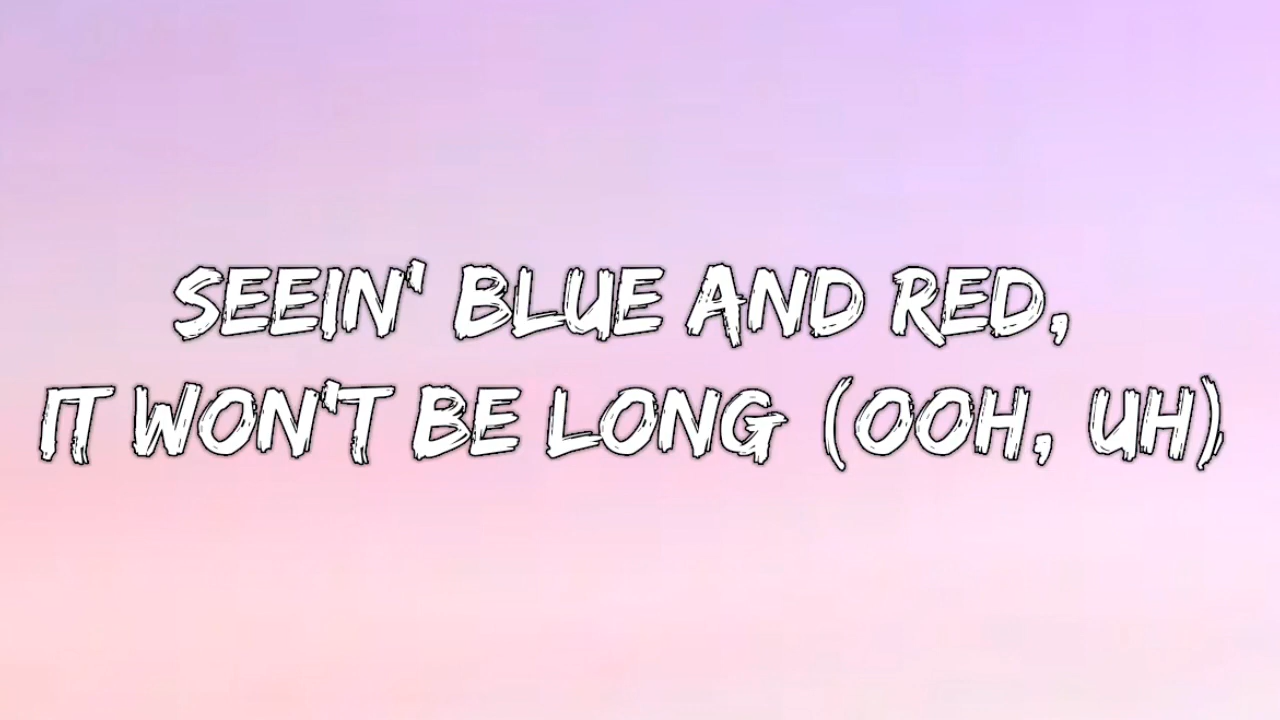 SEEIN' BLUE AND RED,
IT WON'T BE LONG (OOH, UH)